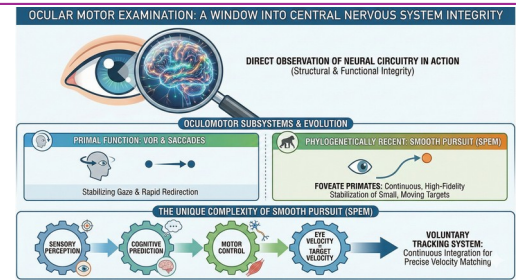 OCULAR MOTOR EXAMINATION: A WINDOW INTO CENTRAL NERVOUS SYSTEM INTEGRITY
DIRECT OBSERVATION OF NEURAL CIRCUITRY IN ACTION
(Structural & Functional Integrity)
OCULOMOTOR SUBSYSTEMS & EVOLUTION
PRIMAL FUNCTION: VOR & SACCADES
Stabilizing Gaze & Rapid Redirection
PHYLOGENETICALLY RECENT: SMOOTH PURSUIT (SPEM)
FOVEATE PRIMATES: Continuous, High-Fidelity
Stabilization of Small, Moving Targets
THE UNIQUE COMPLEXITY OF SMOOTH PURSUIT (SPEM)
SENSORY
PERCEPTION
COGNITIVE
PREDICTION
MOTOR
CONTROL
EYE
VELOCITY
TARGET
VELOCITY
VOLUNTARY
TRACKING SYSTEM:
Continuous Integration for
Precise Velocity Matching